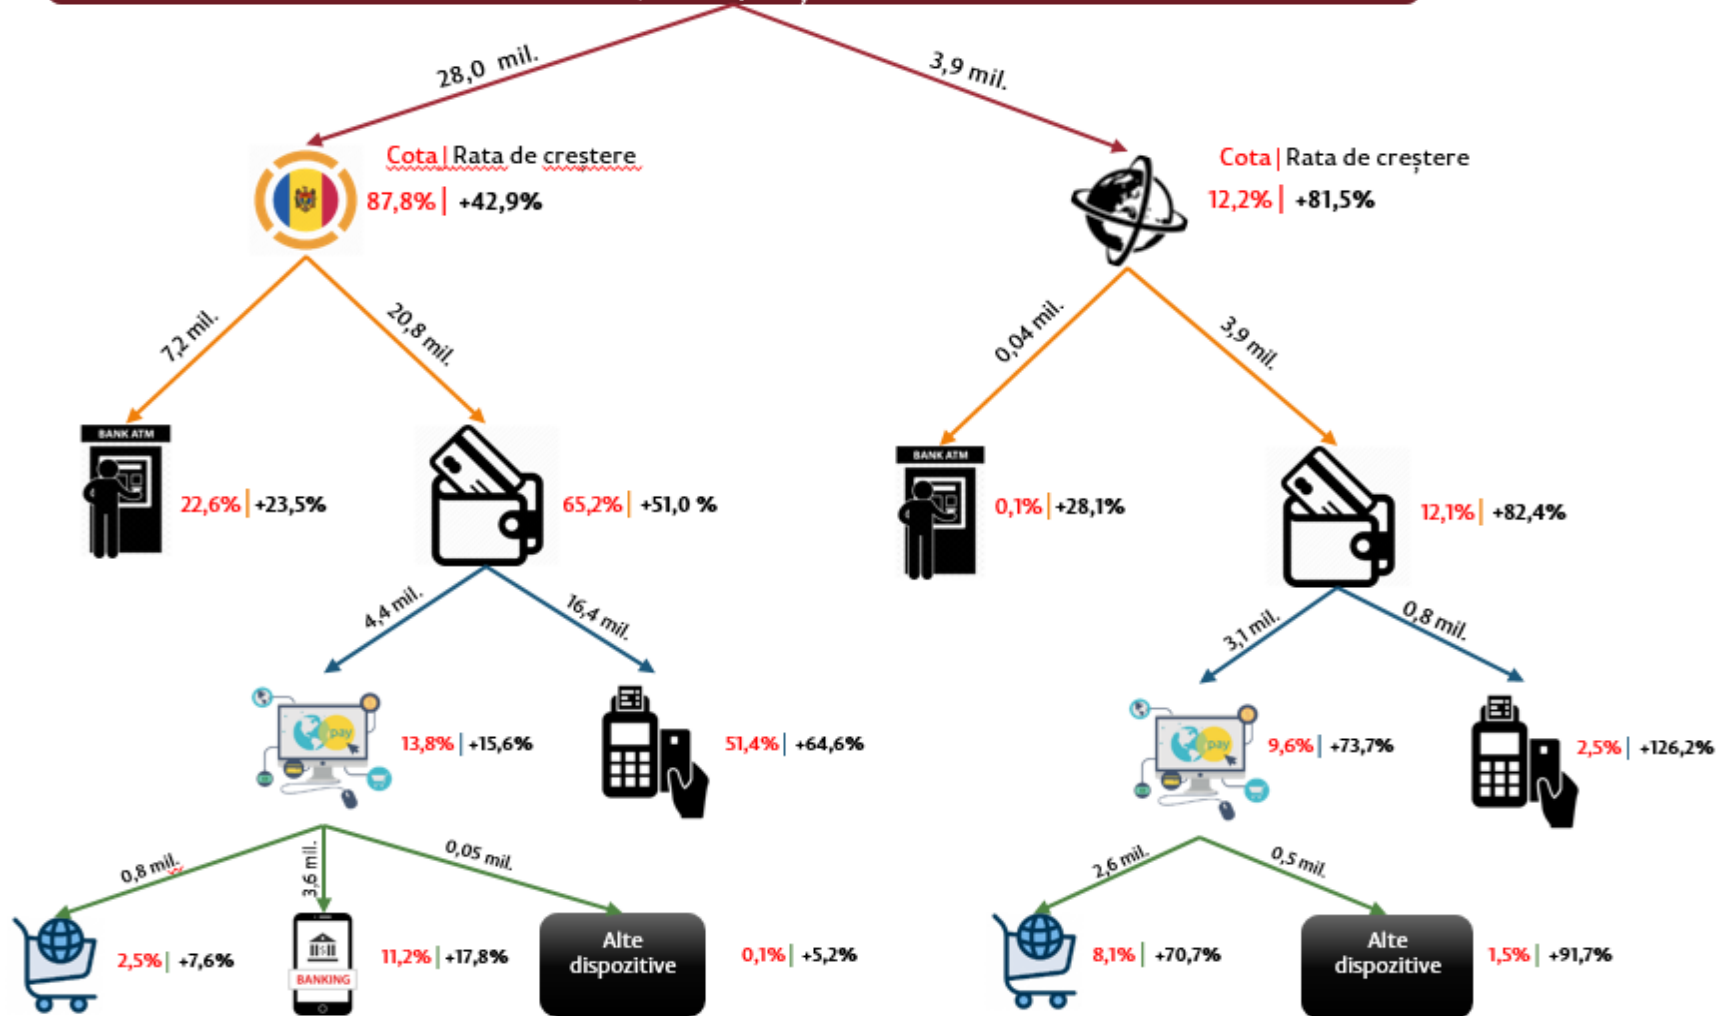 28,0 mil.
3,9 mil.
Cota | Rata de creștere
87,8% | +42,9%
Cota | Rata de creștere
12,2% | +81,5%
7,2 mil.
20,8 mil.
0,04 mil.
3,9 mil.
BANK ATM
22,6% | +23,5%
65,2% | +51,0 %
BANK ATM
0,1% | +28,1%
12,1% | +82,4%
4,4 mil.
16,4 mil.
3,1 mil.
0,8 mil.
pay
13,8% | +15,6%
51,4% | +64,6%
pay
9,6% | +73,7%
2,5% | +126,2%
0,8 mil.
3,6 mil.
0,05 mil.
2,6 mil.
0,5 mil.
2,5% | +7,6%
BANKING
11,2% | +17,8%
Alte
dispozitive
0,1% | +5,2%
8,1% | +70,7%
Alte
dispozitive
1,5% | +91,7%